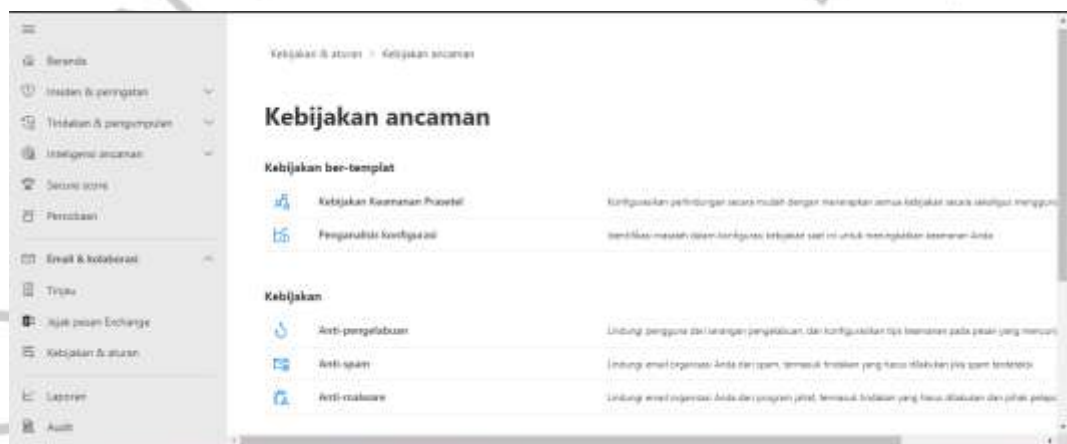 Beranda
Insiden & peringatan
Tindakan & pengumpulan
Inteligensi ancaman
Secure score
Percobaan
Email & kolaborasi
Tinjau
Jejak pesan Exchange
Kebijakan & aturan
Laporan
Audit
Kebijakan & aturan > Kebijakan ancaman
Kebijakan ancaman
Kebijakan ber-templat
Kebijakan Keamanan Prasetel
Konfigurasikan perlindungan secara mudah dengan menerapkan semua kebijakan secara sekaligus
Penganalisis konfigurasi
Identifikasi masalah dalam konfigurasi kebijakan saat ini untuk meningkatkan keamanan Anda
Kebijakan
Anti-pengelabuan
Lindungi pengguna dari serangan pengelabuan, dan konfigurasikan tips keamanan pada pesan yang
Anti-spam
Lindungi email organisasi Anda dari spam, termasuk tindakan yang harus dilakukan jika spam terdeteksi
Anti-malware
Lindungi email organisasi Anda dari program jahat, termasuk tindakan yang harus dilakukan dan pihak